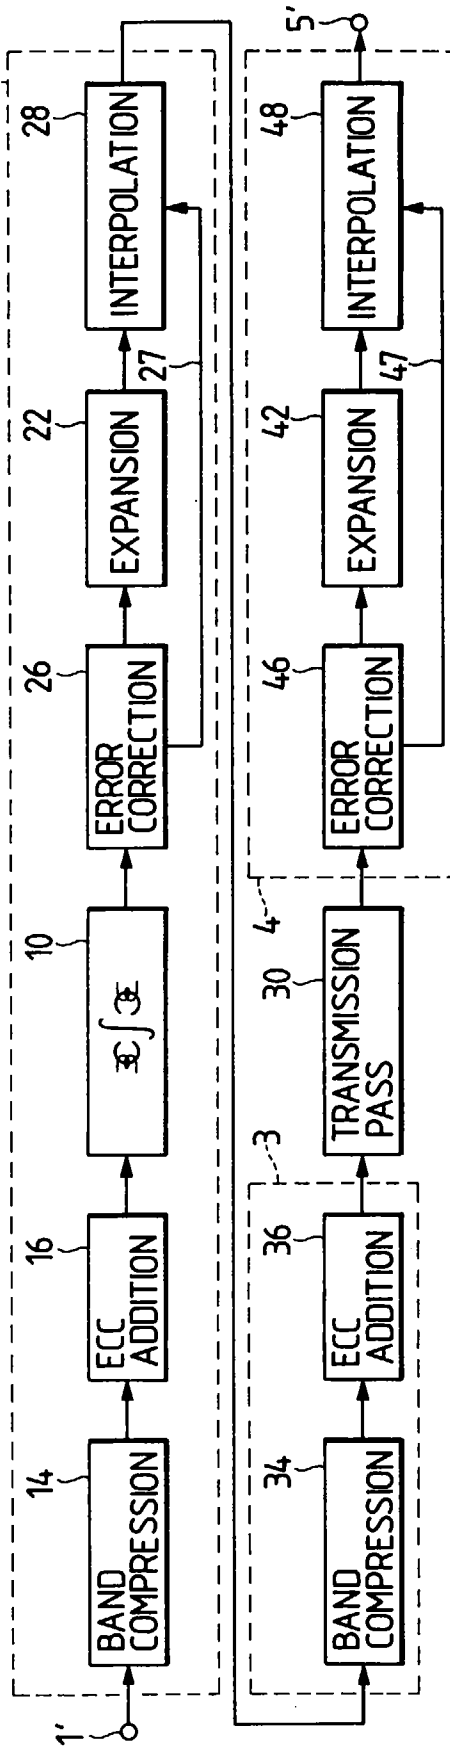 1'
14
BAND
COMPRESSION
16
ECC
ADDITION
10
26
ERROR
CORRECTION
22
EXPANSION
27
28
INTERPOLATION
34
BAND
COMPRESSION
36
ECC
ADDITION
3
30
TRANSMISSION
PASS
4
46
ERROR
CORRECTION
42
EXPANSION
47
48
INTERPOLATION
5'